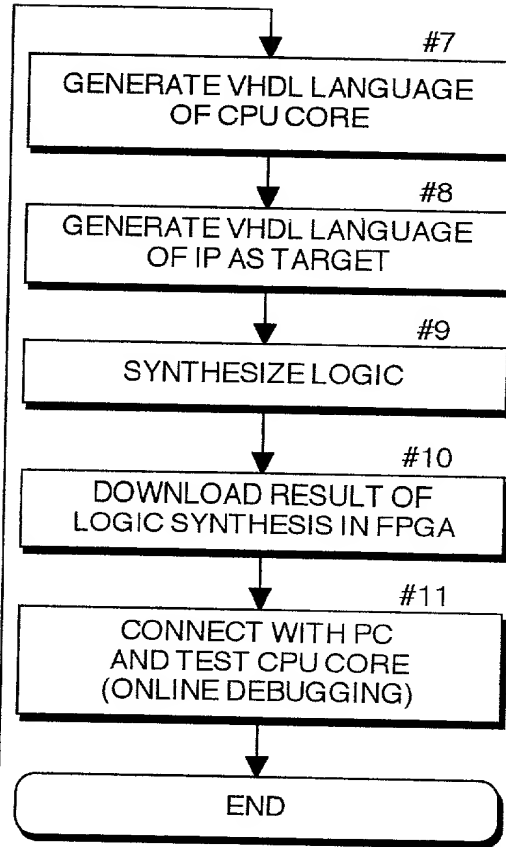 #7
GENERATE VHDL LANGUAGE
OF CPU CORE
#8
GENERATE VHDL LANGUAGE
OF IP AS TARGET
#9
SYNTHESIZE LOGIC
#10
DOWNLOAD RESULT OF
LOGIC SYNTHESIS IN FPGA
#11
CONNECT WITH PC
AND TEST CPU CORE
(ONLINE DEBUGGING)
END